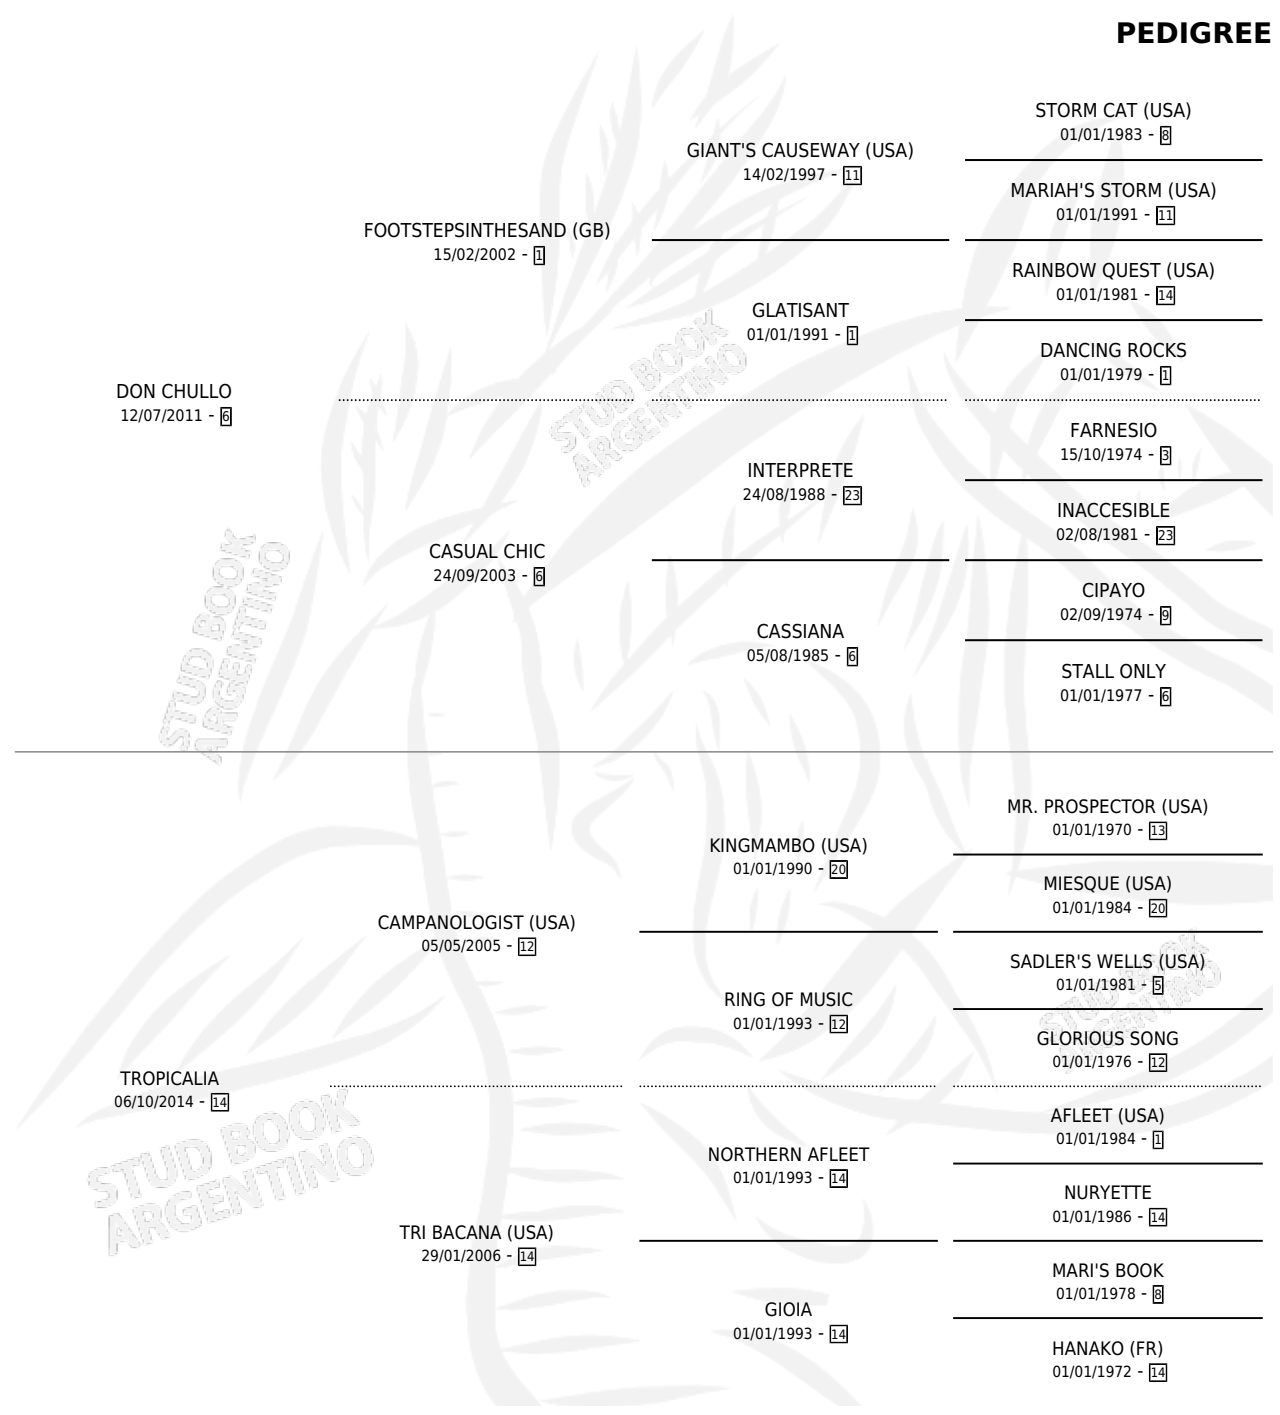 PEDIGREE
STORM CAT (USA)
01/01/1983 - 8
GIANT'S CAUSEWAY (USA)
14/02/1997 - 11
MARIAH'S STORM (USA)
01/01/1991 - 11
FOOTSTEPSINTHESAND (GB)
15/02/2002 - 1
RAINBOW QUEST (USA)
01/01/1981 - 14
GLATISANT
01/01/1991 - 1
DANCING ROCKS
01/01/1979 - 1
DON CHULLO
12/07/2011 - 6
FARNESIO
15/10/1974 - 3
INTERPRETE
24/08/1988 - 23
INACCESIBLE
02/08/1981 - 23
CASUAL CHIC
24/09/2003 - 6
CIPAYO
02/09/1974 - 9
CASSIANA
05/08/1985 - 6
STALL ONLY
01/01/1977 - 6
STUD BOOK
ARGENTINO
STUD BOOK
ARGENTINO
MR. PROSPECTOR (USA)
01/01/1970 - 13
KINGMAMBO (USA)
01/01/1990 - 20
MIESQUE (USA)
01/01/1984 - 20
CAMPANOLOGIST (USA)
05/05/2005 - 12
SADLER'S WELLS (USA)
01/01/1981 - 5
RING OF MUSIC
01/01/1993 - 12
GLORIOUS SONG
01/01/1976 - 12
STUD BOOK
ARGENTINO
TROPICALIA
06/10/2014 - 14
AFLEET (USA)
01/01/1984 - 1
NORTHERN AFLEET
01/01/1993 - 14
NURYETTE
01/01/1986 - 14
TRI BACANA (USA)
29/01/2006 - 14
MARI'S BOOK
01/01/1978 - 8
GIOIA
01/01/1993 - 14
HANAKO (FR)
01/01/1972 - 14
STUD BOOK
ARGENTINO